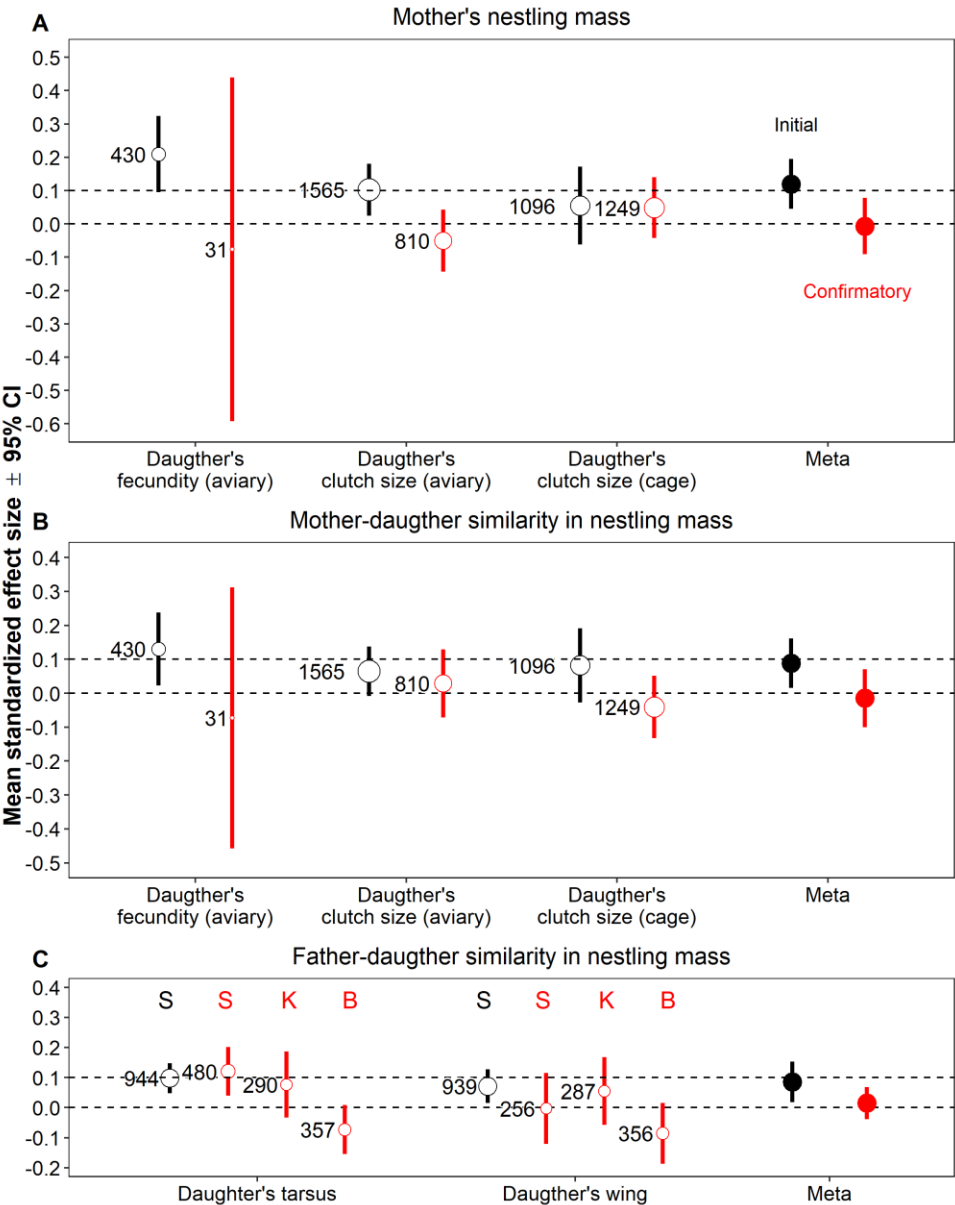 A
Mother's nestling mass
0.5
0.4
0.3
0.2
0.1
0.0
-0.1
-0.2
-0.3
-0.4
-0.5
-0.6
430
31
1565
810
1096
1249
Initial
Confirmatory
Daugther's
fecundity (aviary)
Daugther's
clutch size (aviary)
Daugther's
clutch size (cage)
Meta
Mean standardized effect size ± 95% CI
B
Mother-daugther similarity in nestling mass
0.4
0.3
0.2
0.1
0.0
-0.1
-0.2
-0.3
-0.4
-0.5
430
31
1565
810
1096
1249
Daugther's
fecundity (aviary)
Daugther's
clutch size (aviary)
Daugther's
clutch size (cage)
Meta
C
Father-daugther similarity in nestling mass
0.4
0.3
0.2
0.1
0.0
-0.1
-0.2
S S K B S S K B
944
480
290
357
939
256
287
356
Daughter's tarsus
Daugther's wing
Meta